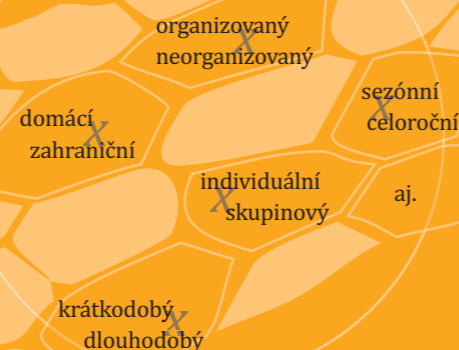 organizovaný
x
neorganizovaný
sezónní
x
celoroční
domácí
x
zahraniční
individuální
x
skupinový
aj.
krátkodobý
x
dlouhodobý